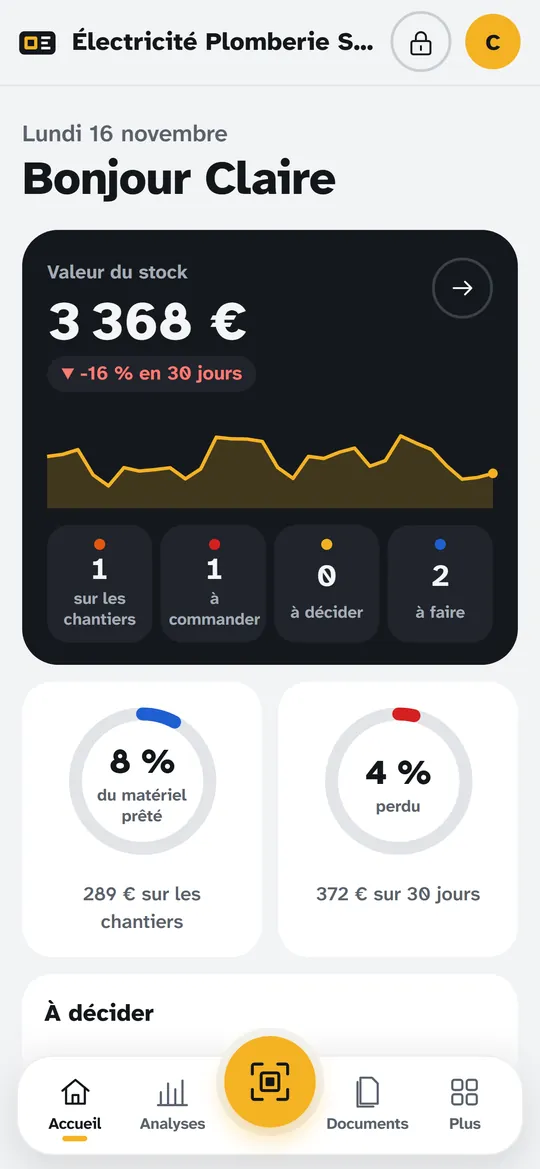 Électricité Plomberie S...
C
Lundi 16 novembre
Bonjour Claire
Valeur du stock
3 368 €
▼ -16 % en 30 jours
1
sur les
chantiers
1
à
commander
0
à décider
2
à faire
8 %
du matériel
prêté
289 € sur les
chantiers
4 %
perdu
372 € sur 30 jours
À décider
Accueil
Analyses
Documents
Plus